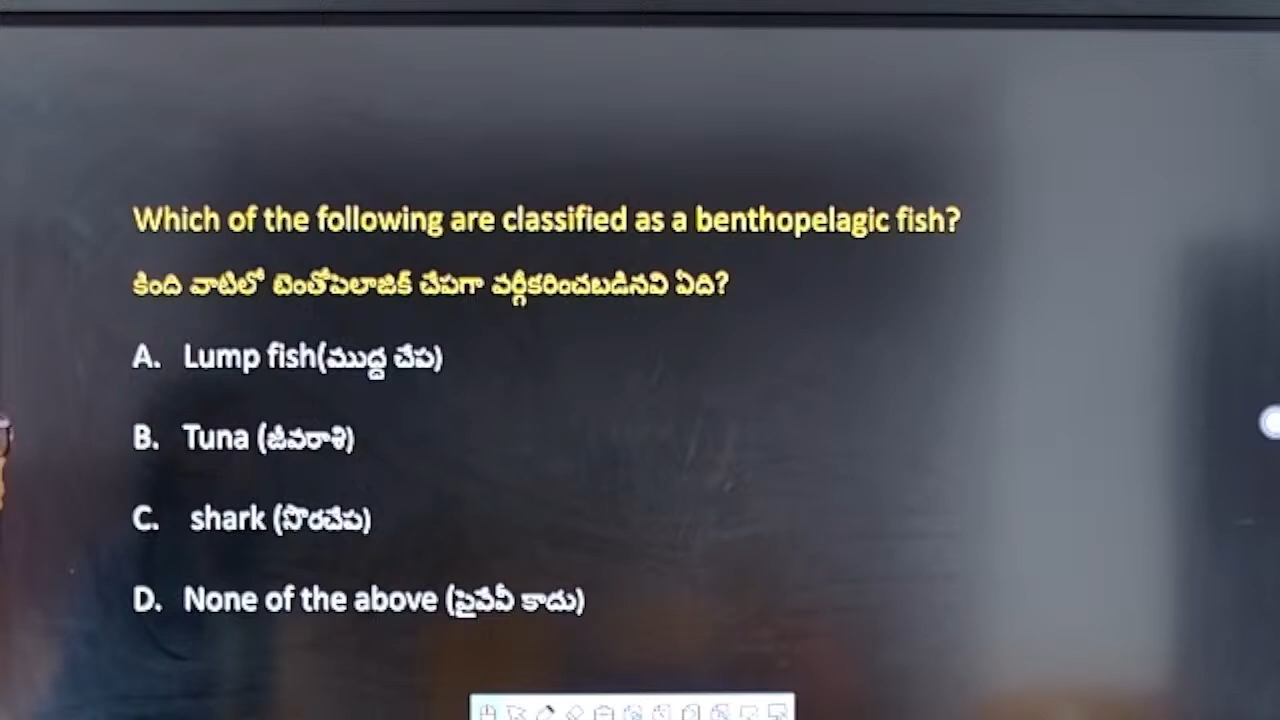 Which of the following are classified as a benthopelagic fish?
కింది వాటిలో బెంతోపెలాజిక్ చేపగా వర్గీకరించబడినవి ఏది?
A. Lump fish(ముద్ద చేప)
B. Tuna (జీవరాశి)
C. shark (సొరచేప)
D. None of the above (పైవేవీ కాదు)